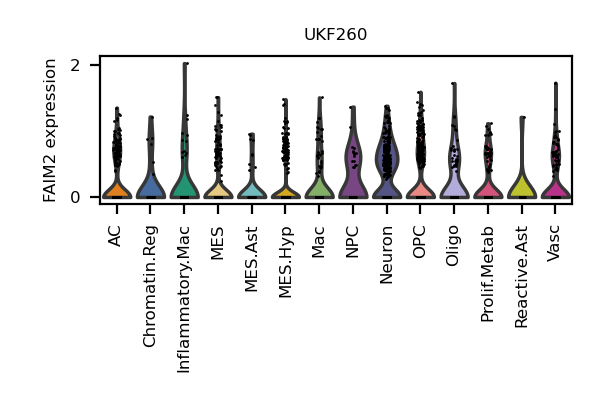 UKF260
FAIM2 expression
2
0
AC
Chromatin.Reg
Inflammatory.Mac
MES
MES.Ast
MES.Hyp
Mac
NPC
Neuron
OPC
Oligo
Prolif.Metab
Reactive.Ast
Vasc